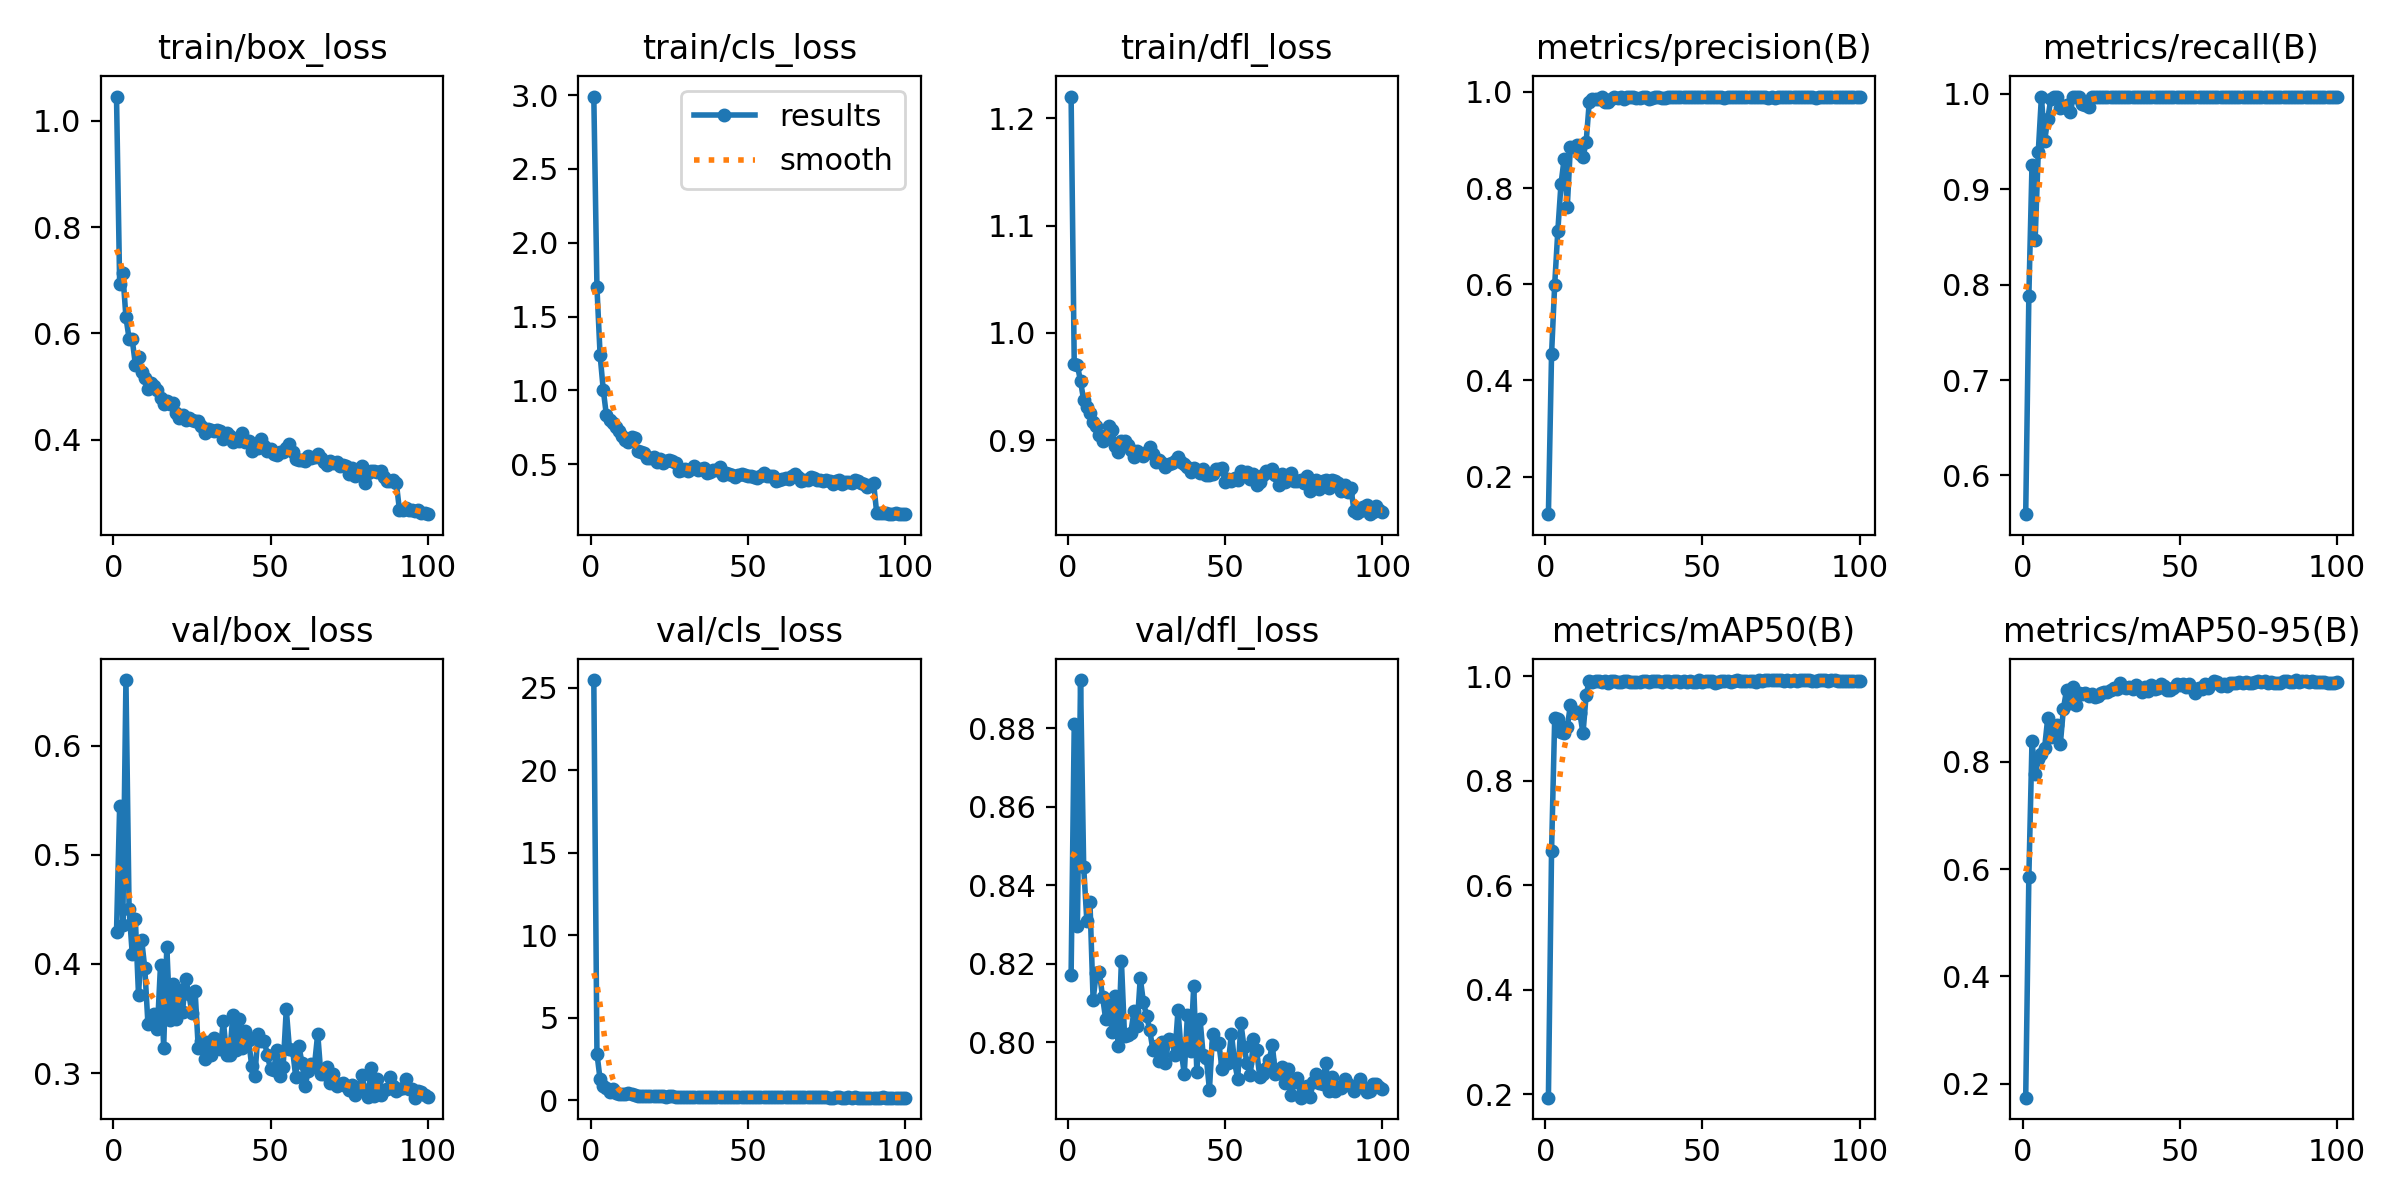 train/box_loss
train/cls_loss
train/dfl_loss
metrics/precision(B)
metrics/recall(B)
1.0
0.8
0.6
0.4
0 50 100
3.0
2.5
2.0
1.5
1.0
0.5
results
smooth
0 50 100
1.2
1.1
1.0
0.9
0 50 100
1.0
0.8
0.6
0.4
0.2
0 50 100
1.0
0.9
0.8
0.7
0.6
0 50 100
val/box_loss
val/cls_loss
val/dfl_loss
metrics/mAP50(B)
metrics/mAP50-95(B)
0.6
0.5
0.4
0.3
0 50 100
25
20
15
10
5
0
0 50 100
0.88
0.86
0.84
0.82
0.80
0 50 100
1.0
0.8
0.6
0.4
0.2
0 50 100
0.8
0.6
0.4
0.2
0 50 100